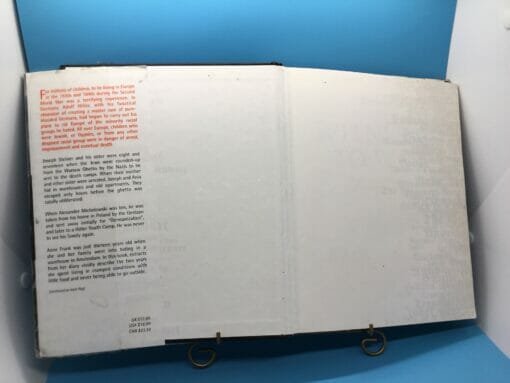 For millions of children, to be living in Europe
in the 1930s and 1940s during the Second
World War was a terrifying experience. In
Germany Adolf Hitler, with his fanatical
obsession of creating a master race of pure-
blooded Germans, had begun to carry out his
plans to rid Europe of the minority racial
groups he hated. All over Europe, children who
were Jewish, or Gypsies, or from any other
despised racial group were in danger of arrest,
imprisonment and eventual death.
Joseph Steiner and his sister were eight and
seventeen when the Jews were rounded-up
from the Warsaw Ghetto by the Nazis to be
sent to the death camps. When their mother
and other sister were arrested, Joseph and Ania
hid in warehouses and old apartments. They
escaped only hours before the ghetto was
totally obliterated.
When Alexander Michelowski was ten, he was
taken from his home in Poland by the Gestapo
and sent away initially for "Germanization",
and later to a Hitler Youth Camp. He was never
to see his family again.
Anne Frank was just thirteen years old when
she and her family went into hiding in a
warehouse in Amsterdam. In this book, extracts
from her diary vividly describe the two years
she spent living in cramped conditions with
little food and never being able to go outside.
(continued on back flap)